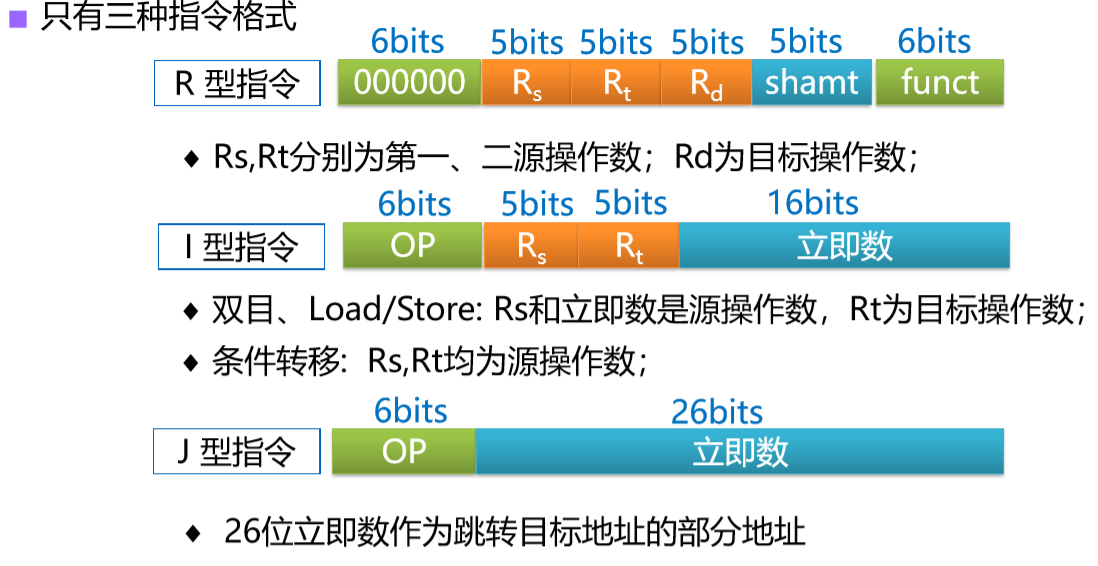 ■ 只有三种指令格式
6bits 5bits 5bits 5bits 5bits 6bits
R 型指令 000000 Rs Rt Rd shamt funct
♦ Rs,Rt分别为第一、二源操作数；Rd为目标操作数；
6bits 5bits 5bits 16bits
I 型指令 OP Rs Rt 立即数
♦ 双目、Load/Store: Rs和立即数是源操作数，Rt为目标操作数；
♦ 条件转移: Rs,Rt均为源操作数；
6bits 26bits
J 型指令 OP 立即数
♦ 26位立即数作为跳转目标地址的部分地址